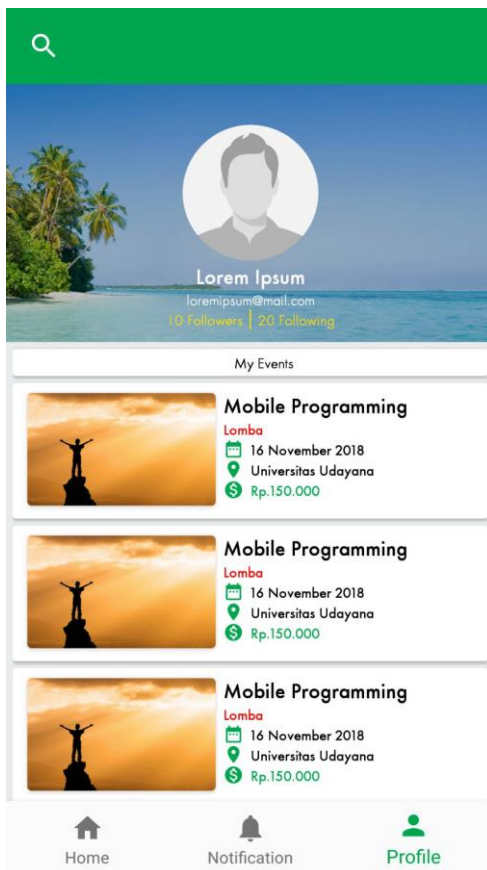 Lorem Ipsum
loremipsum@mail.com
10 Followers | 20 Following
My Events
Mobile Programming
Lomba
16 November 2018
Universitas Udayana
Rp.150.000
Mobile Programming
Lomba
16 November 2018
Universitas Udayana
Rp.150.000
Mobile Programming
Lomba
16 November 2018
Universitas Udayana
Rp.150.000
Home Notification Profile